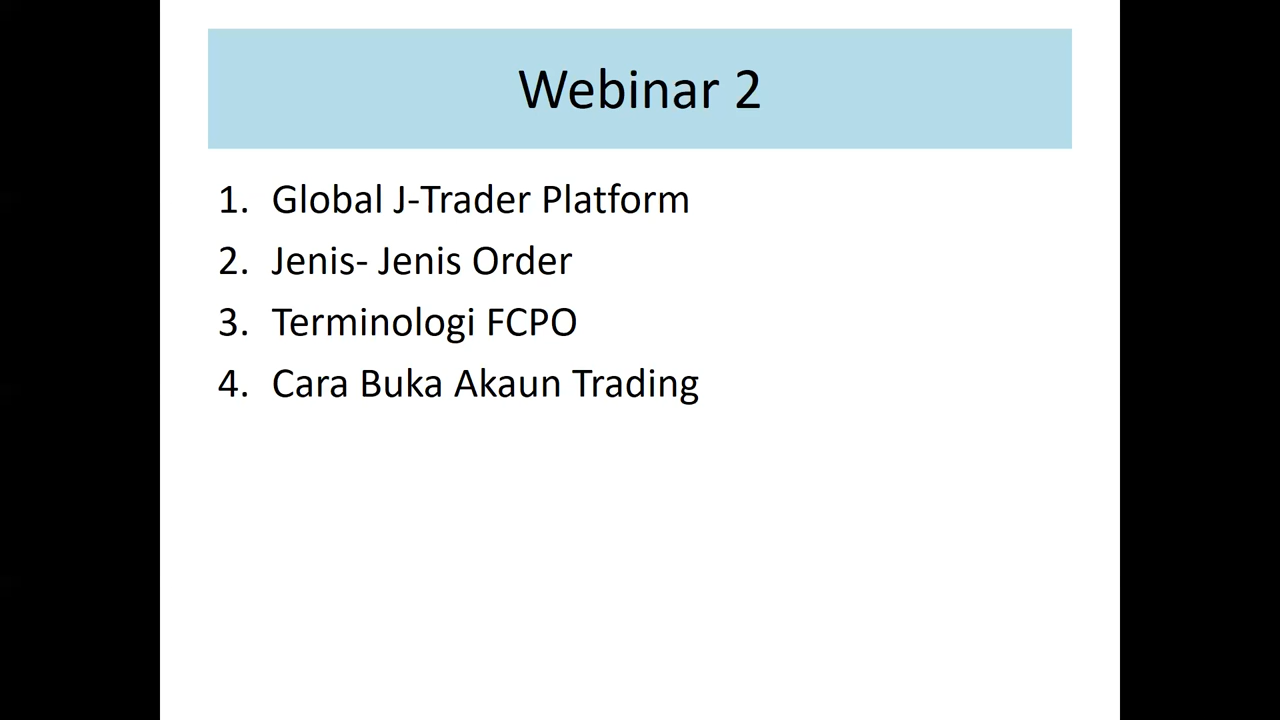 Webinar 2
1. Global J-Trader Platform
2. Jenis- Jenis Order
3. Terminologi FCPO
4. Cara Buka Akaun Trading